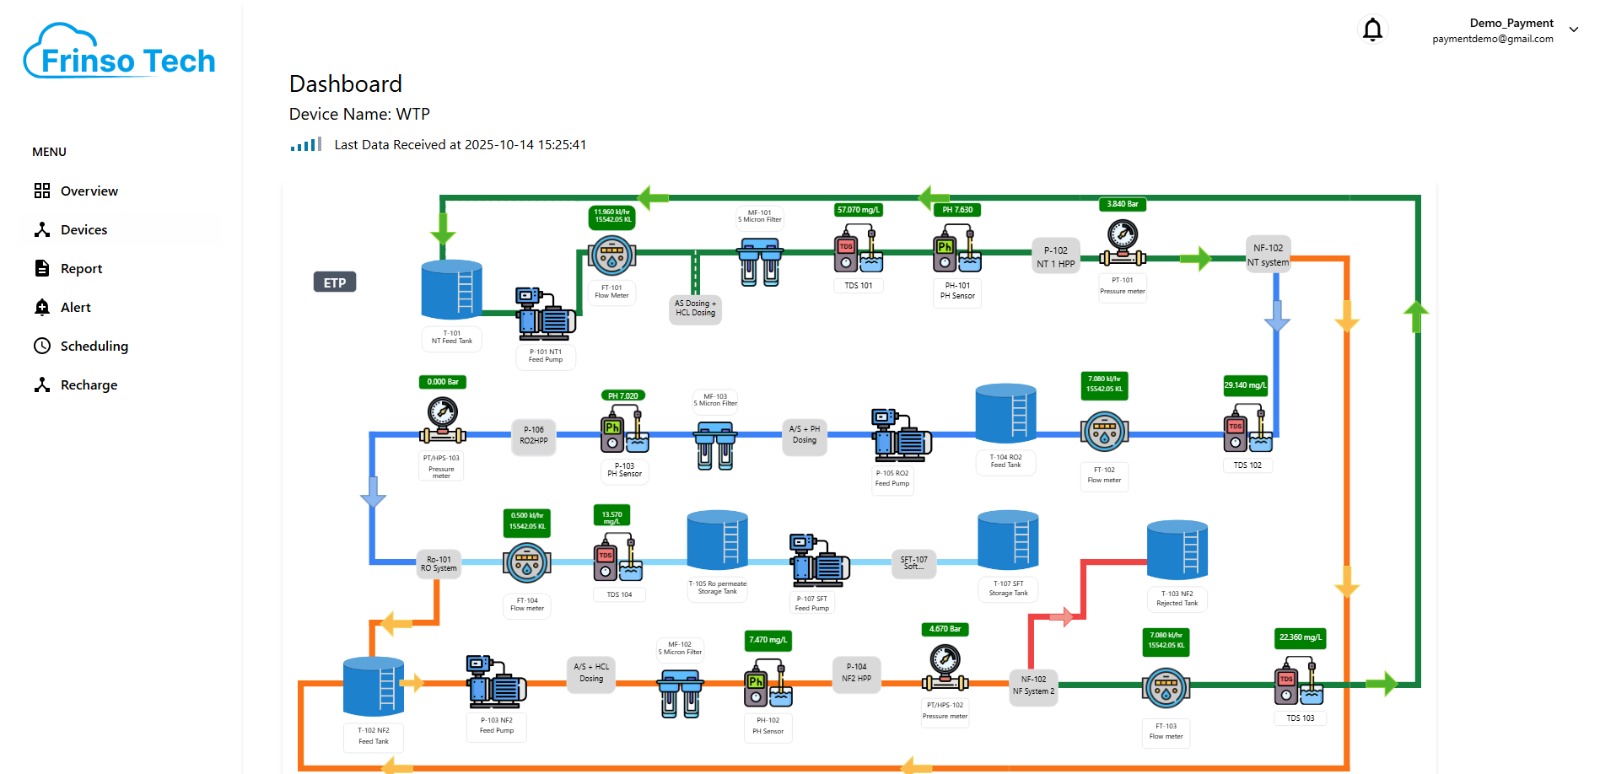 Frinso Tech
Demo_Payment
paymentdemo@gmail.com
Dashboard
Device Name: WTP
Last Data Received at 2025-10-14 15:25:41
MENU
Overview
Devices
Report
Alert
Scheduling
Recharge
ETP
T-101
NT Feed Tank
P-101 NT1
Feed Pump
11.960 kl/hr
15542.05 KL
FT-101
Flow Meter
AS Dosing +
HCL Dosing
MF-101
5 Micron Filter
57.070 mg/L
TDS
TDS 101
PH 7.630
Ph
PH-101
PH Sensor
P-102
NT 1 HPP
3.840 Bar
PT-101
Pressure meter
NF-102
NT system
0.000 Bar
PT/HPS-103
Pressure
meter
P-106
RO2HPP
PH 7.020
Ph
P-103
PH Sensor
MF-103
5 Micron Filter
A/S + PH
Dosing
P-105 RO2
Feed Pump
T-104 RO2
Feed Tank
7.080 kl/hr
15542.05 KL
FT-102
Flow meter
29.140 mg/L
TDS
TDS 102
Ro-101
RO System
0.500 kl/hr
15542.05 KL
FT-104
Flow meter
13.570
mg/L
TDS
TDS 104
T-105 Ro permeate
Storage Tank
P-107 SFT
Feed Pump
SFT-107
Soft...
T-107 SFT
Storage Tank
T-103 NF2
Rejected Tank
T-102 NF2
Feed Tank
P-103 NF2
Feed Pump
A/S + HCL
Dosing
MF-102
5 Micron Filter
7.470 mg/L
Ph
PH-102
PH Sensor
P-104
NF2 HPP
4.670 Bar
PT/HPS-102
Pressure meter
NF-102
NF System 2
7.080 kl/hr
15542.05 KL
FT-103
Flow meter
22.360 mg/L
TDS
TDS 103